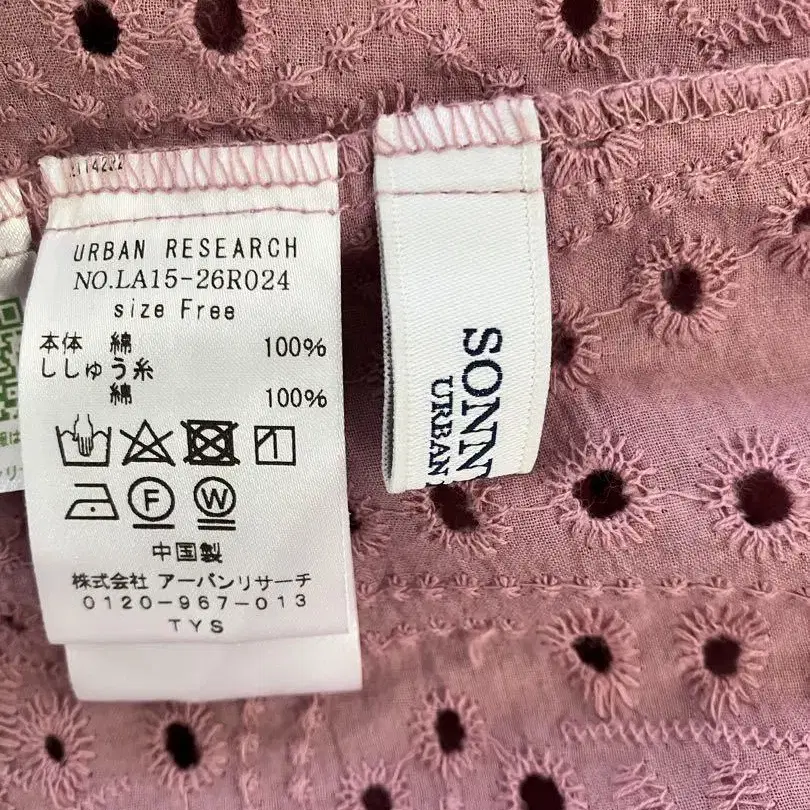 URBAN RESEARCH
NO.LA15-26R024
size Free
本体 綿 100%
ししゅう糸
綿 100%
F W
中国製
株式会社 アーバンリサーチ
0120-967-013
TYS
SONN
URBAN